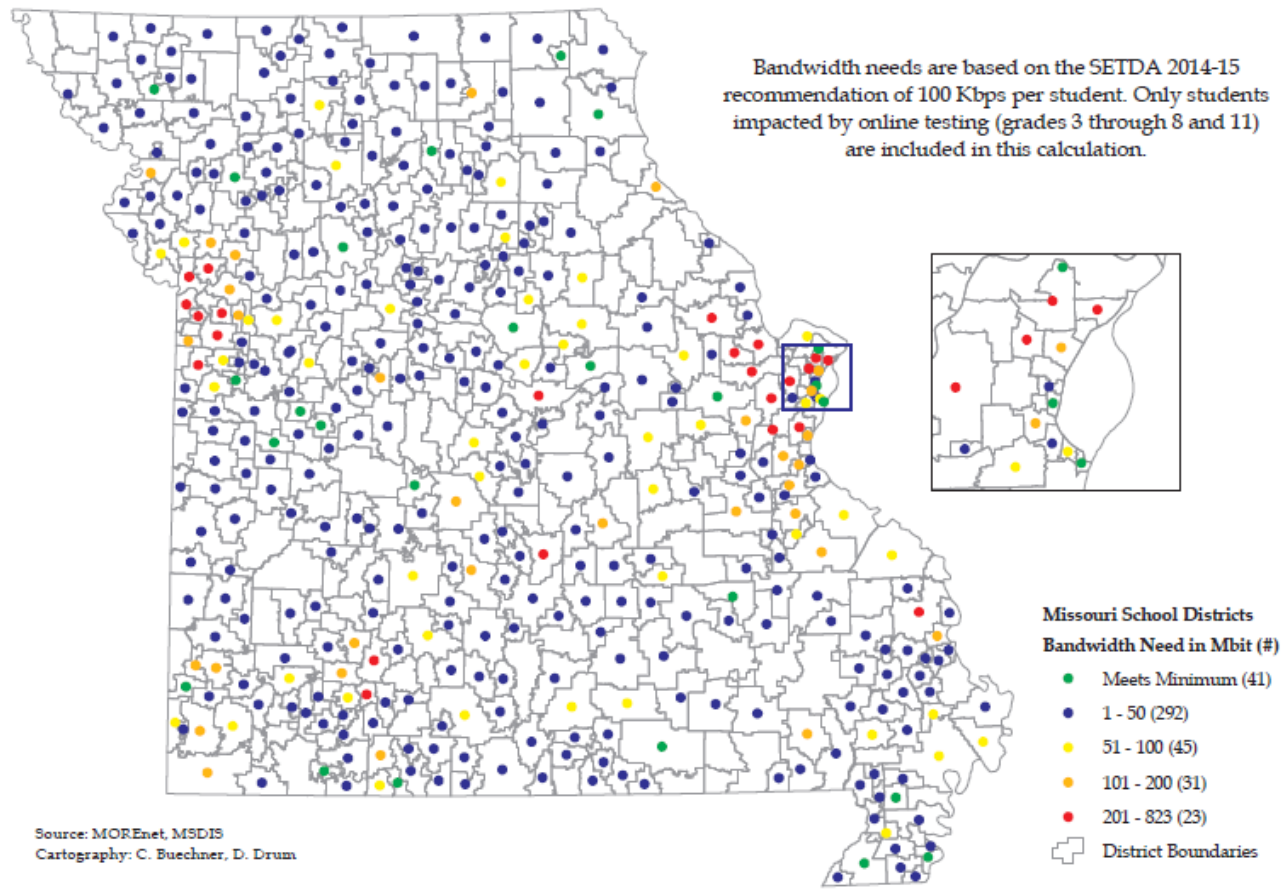 Bandwidth needs are based on the SETDA 2014-15
recommendation of 100 Kbps per student. Only students
impacted by online testing (grades 3 through 8 and 11)
are included in this calculation.
Missouri School Districts
Bandwidth Need in Mbit (#)
Meets Minimum (41)
1 - 50 (292)
51 - 100 (45)
101 - 200 (31)
201 - 823 (23)
District Boundaries
Source: MOREnet, MSDIS
Cartography: C. Buechner, D. Drum